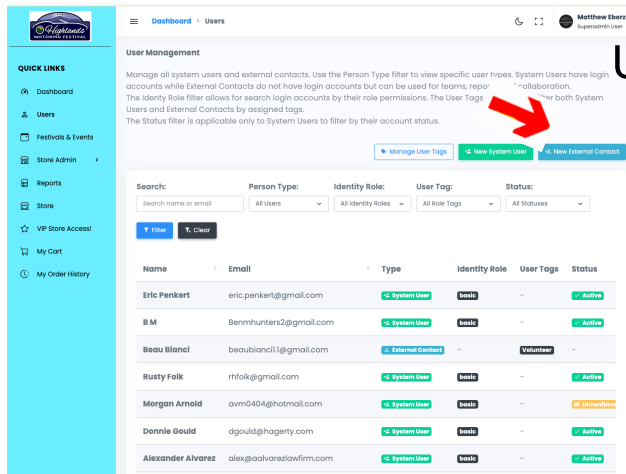 Highlands
MOTORING FESTIVAL
Dashboard > Users
Matthew Eberz
Superadmin User
QUICK LINKS
Dashboard
Users
Festivals & Events
Store Admin >
Reports
Store
VIP Store Access!
My Cart
My Order History
User Management
Manage all system users and external contacts. Use the Person Type filter to view specific user types. System Users have login
accounts while External Contacts do not have login accounts but can be used for teams, repo collaboration.
The Identy Role filter allows for search login accounts by their role permissions. The User Tags filter both System
Users and External Contacts by assigned tags.
The Status filter is applicable only to System Users to filter by their account status.
Manage User Tags New System User New External Contact
Search: Person Type: Identity Role: User Tag: Status:
Search name or email All Users All Identity Roles All Role Tags All Statuses
Filter Clear
Name Email Type Identity Role User Tags Status
Eric Penkert eric.penkert@gmail.com System User basic - Active
B M Benmhunters2@gmail.com System User basic - Active
Beau Bianci beaubianci1.1@gmail.com External Contact - Volunteer -
Rusty Folk rhfolk@gmail.com System User basic - Active
Morgan Arnold avm0404@hotmail.com System User basic - Unconfirme
Donnie Gould dgould@hagerty.com System User basic - Active
Alexander Alvarez alex@aalvarezlawfirm.com System User basic - Active